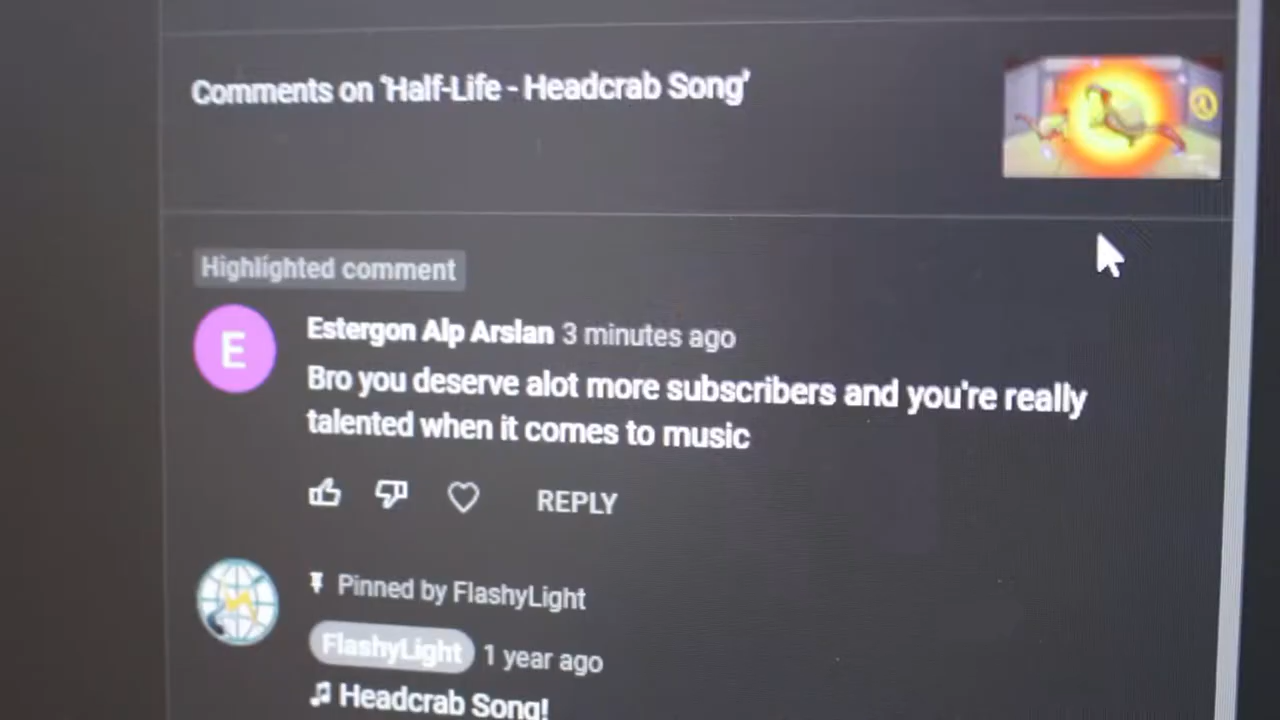 Comments on 'Half-Life - Headcrab Song'
Highlighted comment
E
Estergon Alp Arslan 3 minutes ago
Bro you deserve alot more subscribers and you're really
talented when it comes to music
REPLY
Pinned by FlashyLight
FlashyLight 1 year ago
🎵 Headcrab Song!